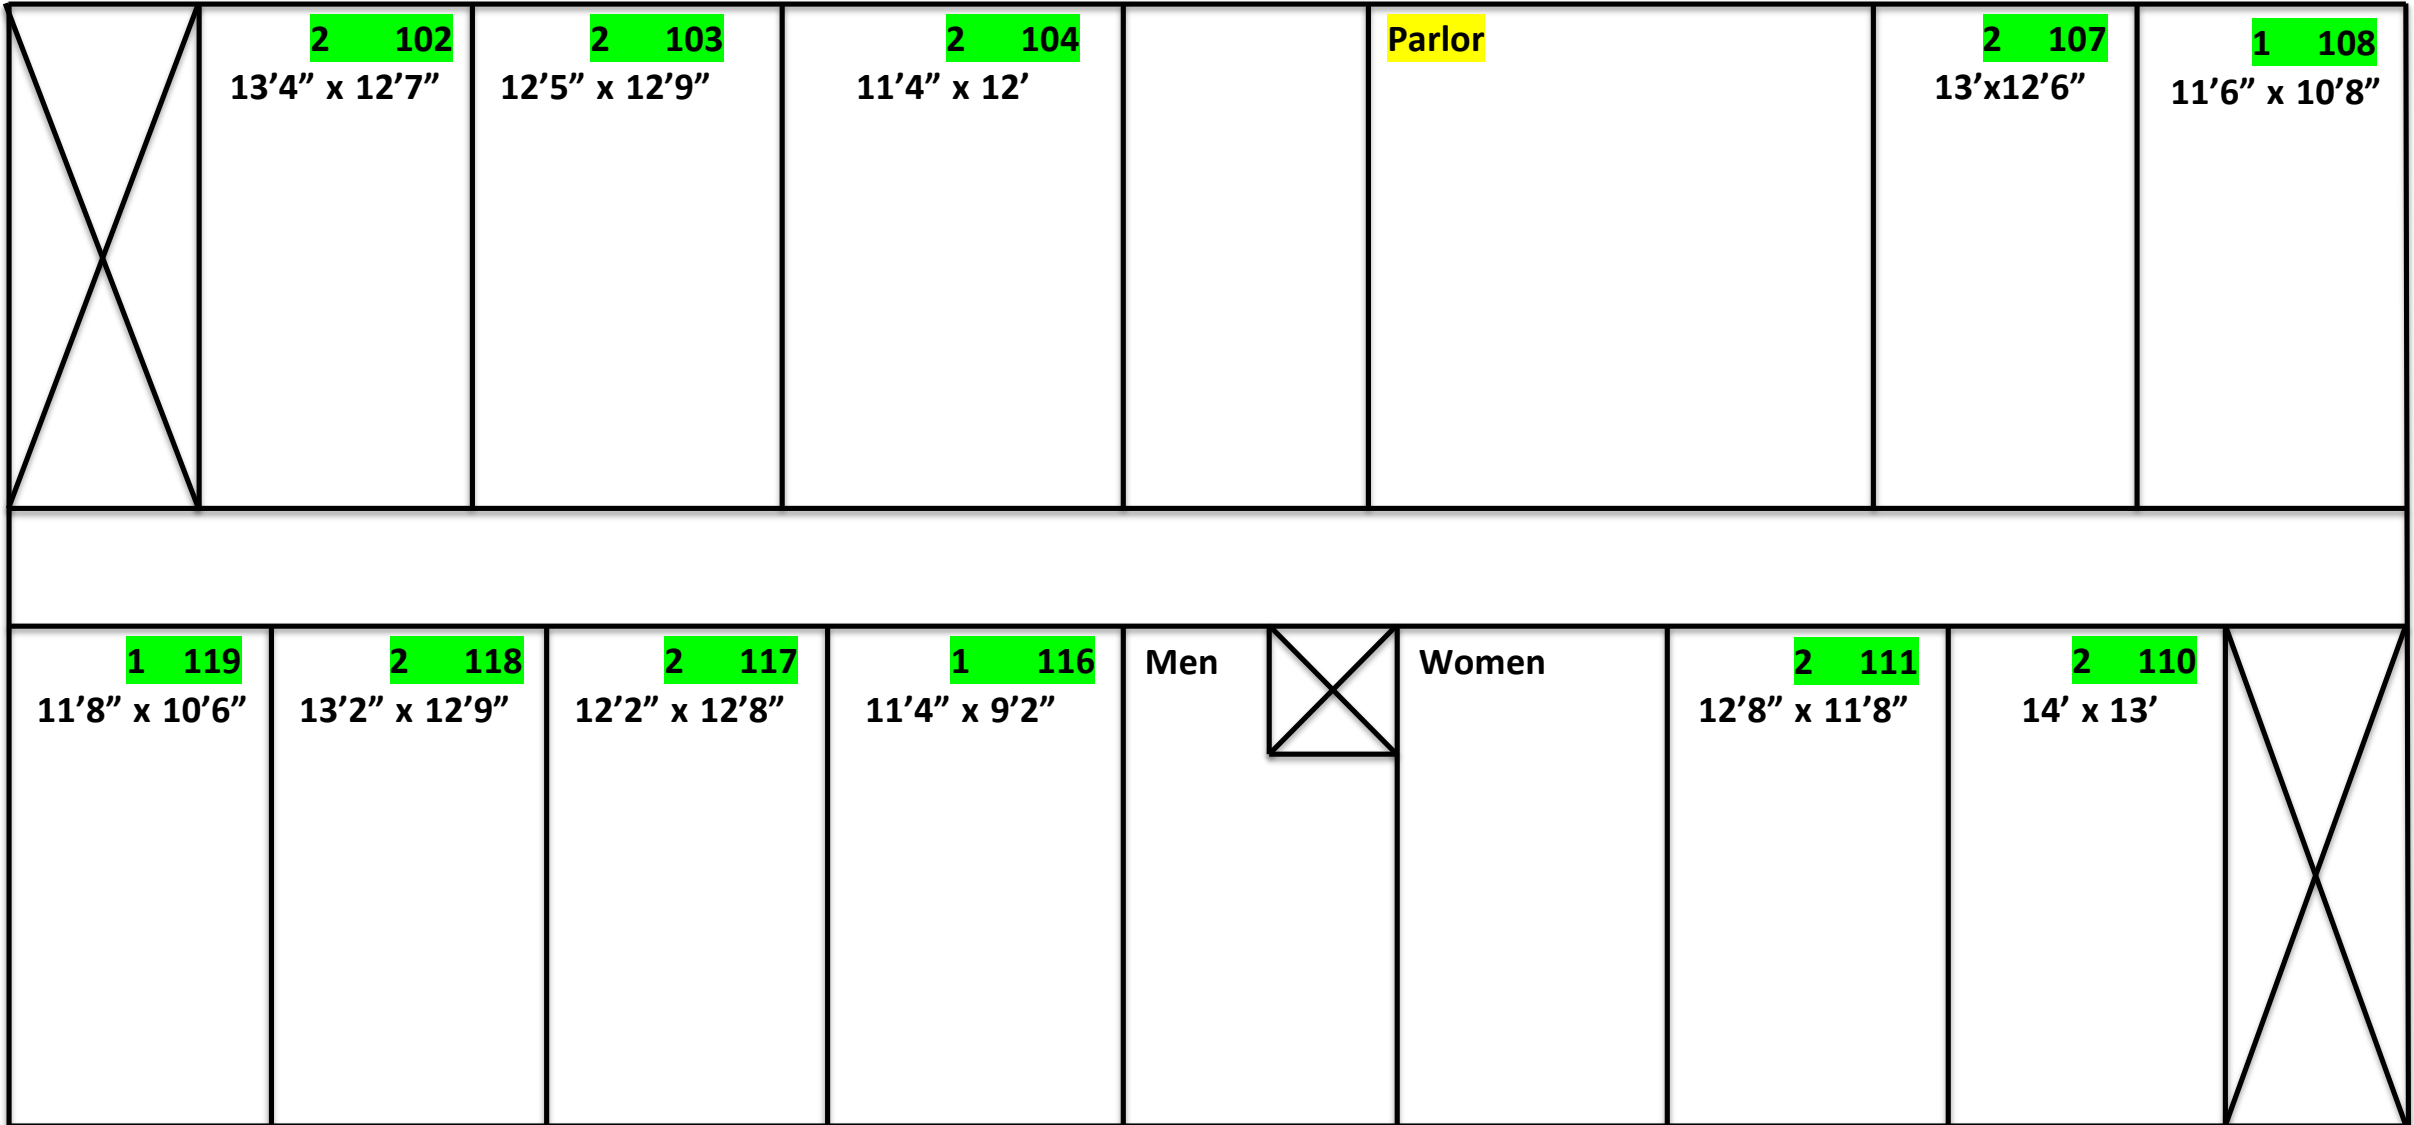 2 102
13’4” x 12’7”
2 103
12’5” x 12’9”
2 104
11’4” x 12’
Parlor
2 107
13’x12’6”
1 108
11’6” x 10’8”
1 119
11’8” x 10’6”
2 118
13’2” x 12’9”
2 117
12’2” x 12’8”
1 116
11’4” x 9’2”
Men
Women
2 111
12’8” x 11’8”
2 110
14’ x 13’